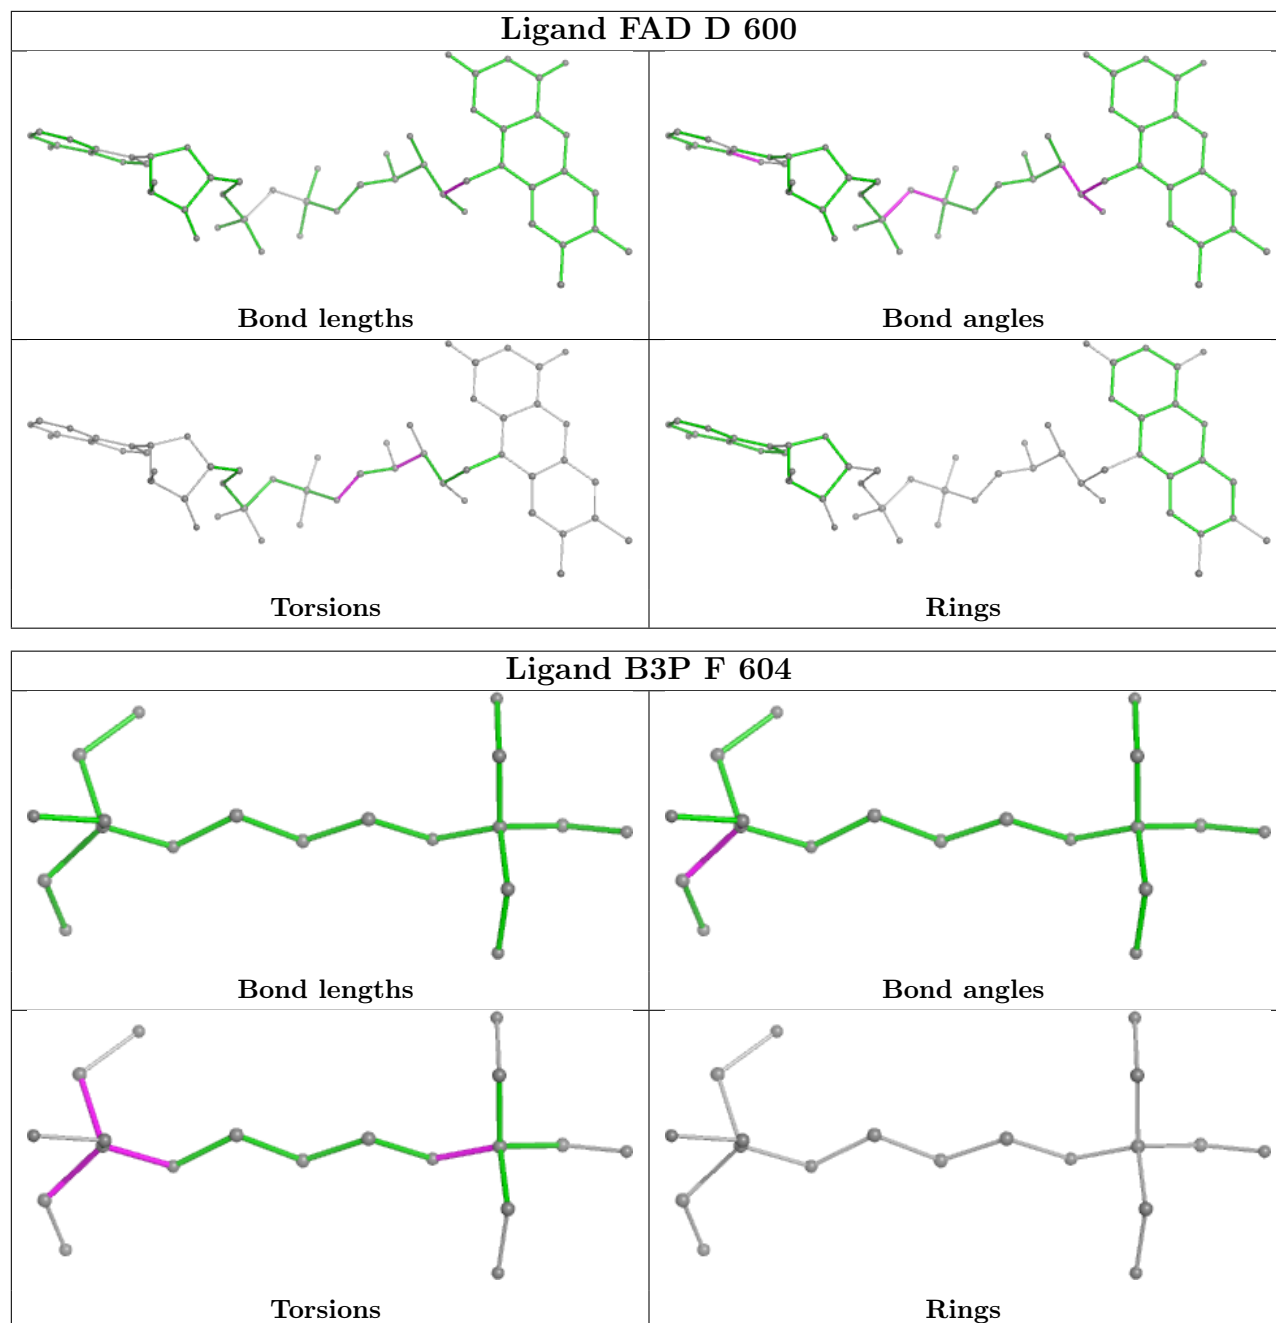 Ligand FAD D 600
Bond lengths
Bond angles
Torsions
Rings
Ligand B3P F 604
Bond lengths
Bond angles
Torsions
Rings